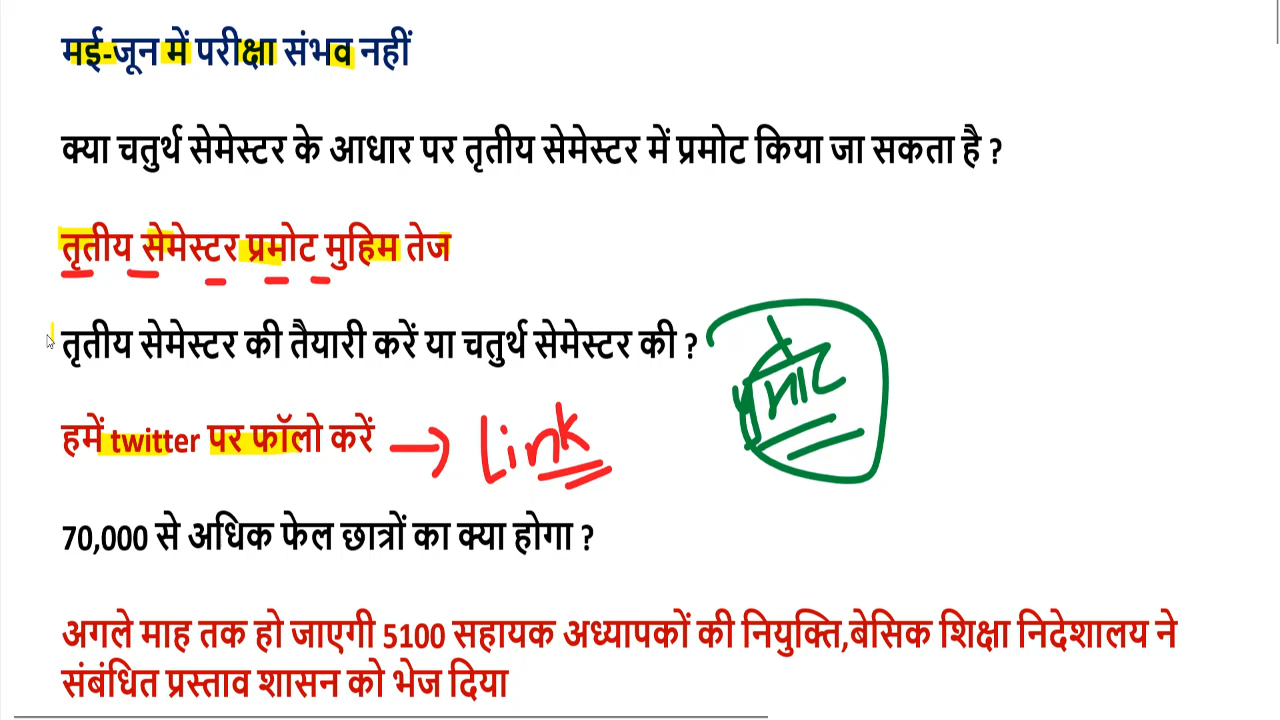 मई-जून में परीक्षा संभव नहीं
क्या चतुर्थ सेमेस्टर के आधार पर तृतीय सेमेस्टर में प्रमोट किया जा सकता है ?
तृतीय सेमेस्टर प्रमोट मुहिम तेज
तृतीय सेमेस्टर की तैयारी करें या चतुर्थ सेमेस्टर की ?
प्रमोट
हमें twitter पर फॉलो करें → Link
70,000 से अधिक फेल छात्रों का क्या होगा ?
अगले माह तक हो जाएगी 5100 सहायक अध्यापकों की नियुक्ति,बेसिक शिक्षा निदेशालय ने
संबंधित प्रस्ताव शासन को भेज दिया